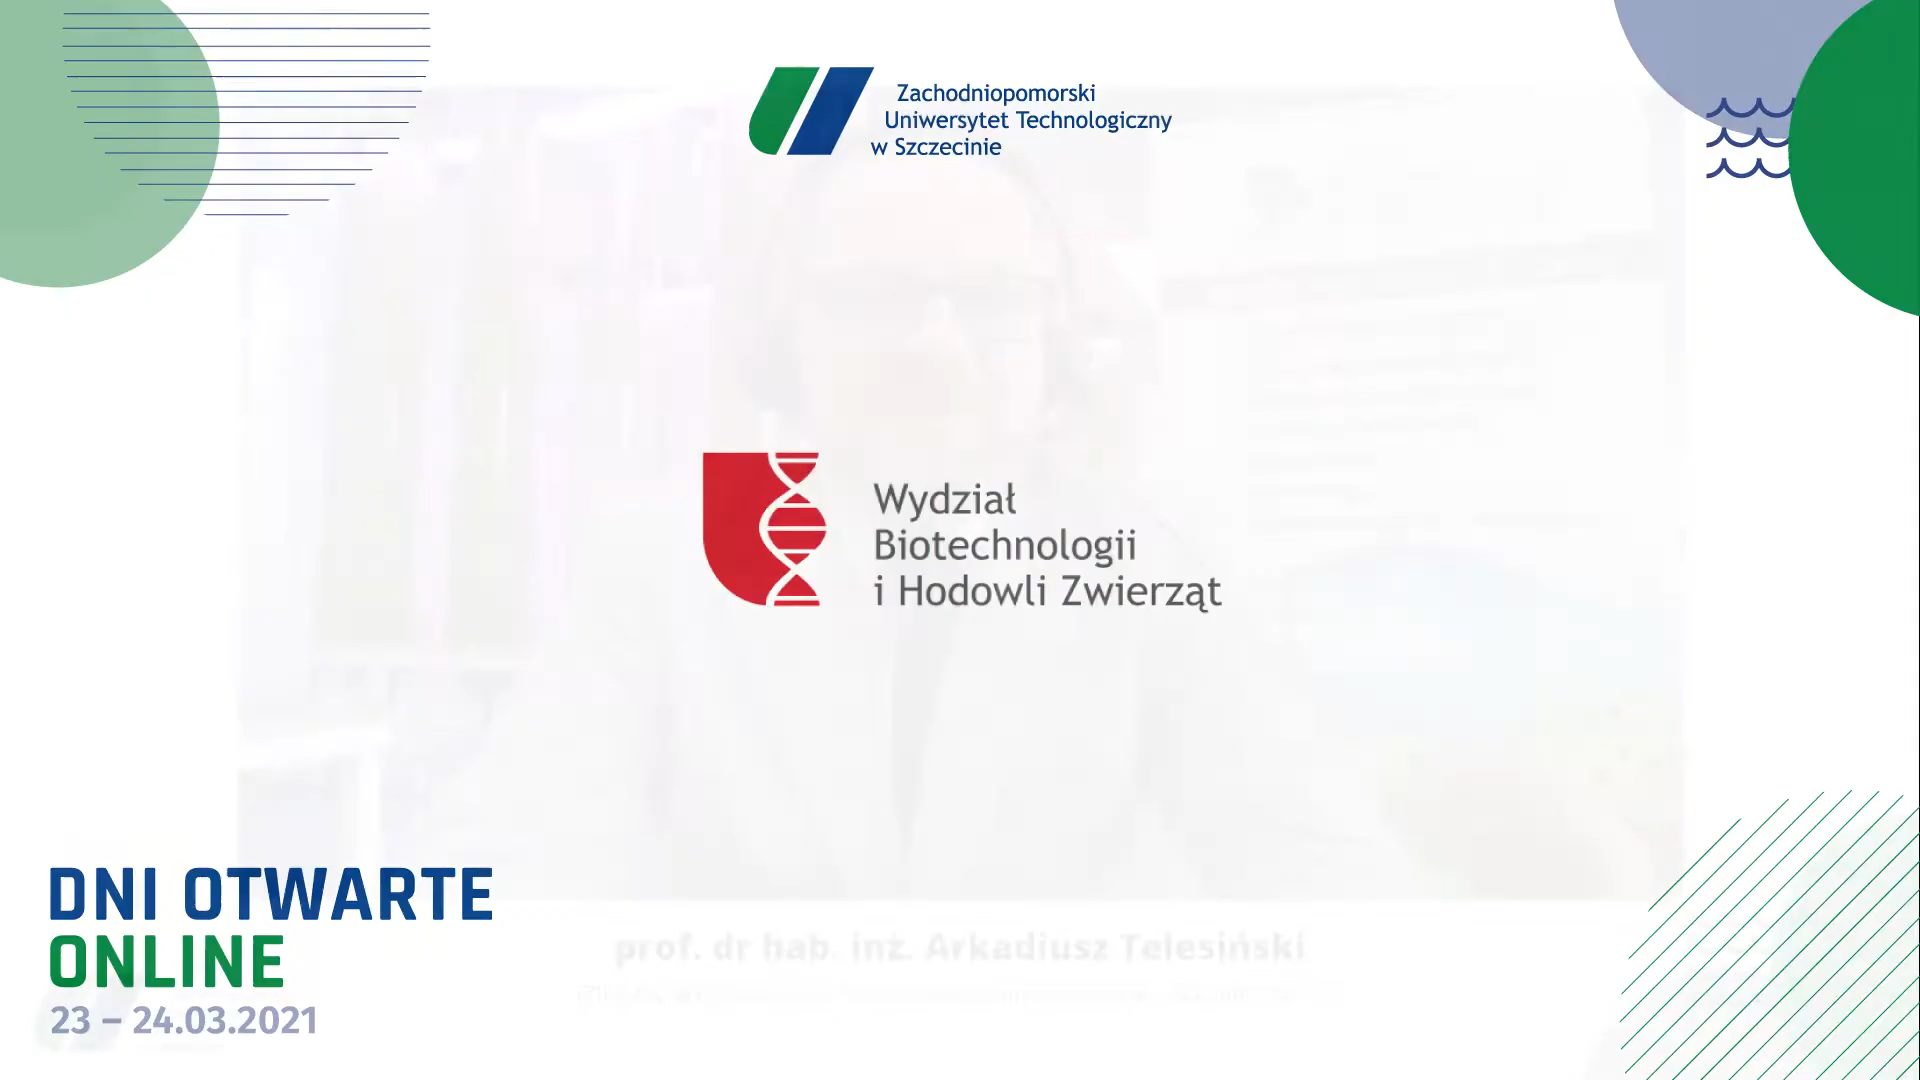 Zachodniopomorski
Uniwersytet Technologiczny
w Szczecinie
Wydział
Biotechnologii
i Hodowli Zwierząt
DNI OTWARTE
ONLINE
23 – 24.03.2021
prof. dr hab. inż. Arkadiusz Telesiński